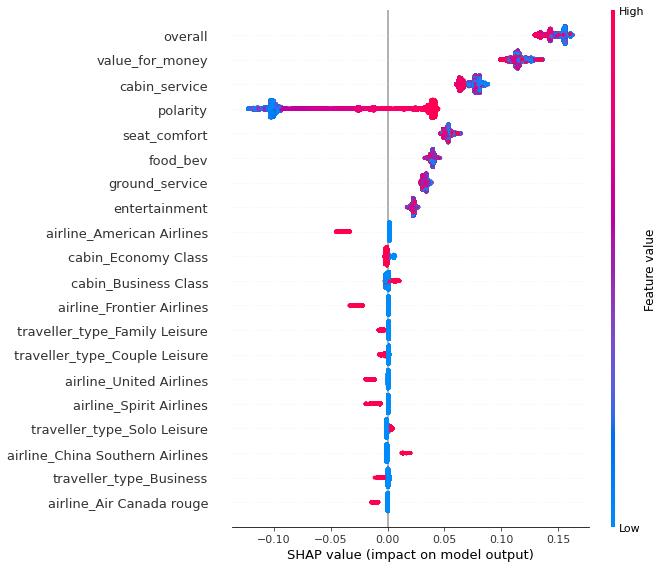 High
overall
value_for_money
cabin_service
polarity
seat_comfort
food_bev
ground_service
entertainment
airline_American Airlines
cabin_Economy Class
cabin_Business Class
airline_Frontier Airlines
traveller_type_Family Leisure
traveller_type_Couple Leisure
airline_United Airlines
airline_Spirit Airlines
traveller_type_Solo Leisure
airline_China Southern Airlines
traveller_type_Business
airline_Air Canada rouge
Feature value
Low
−0.10 −0.05 0.00 0.05 0.10 0.15
SHAP value (impact on model output)